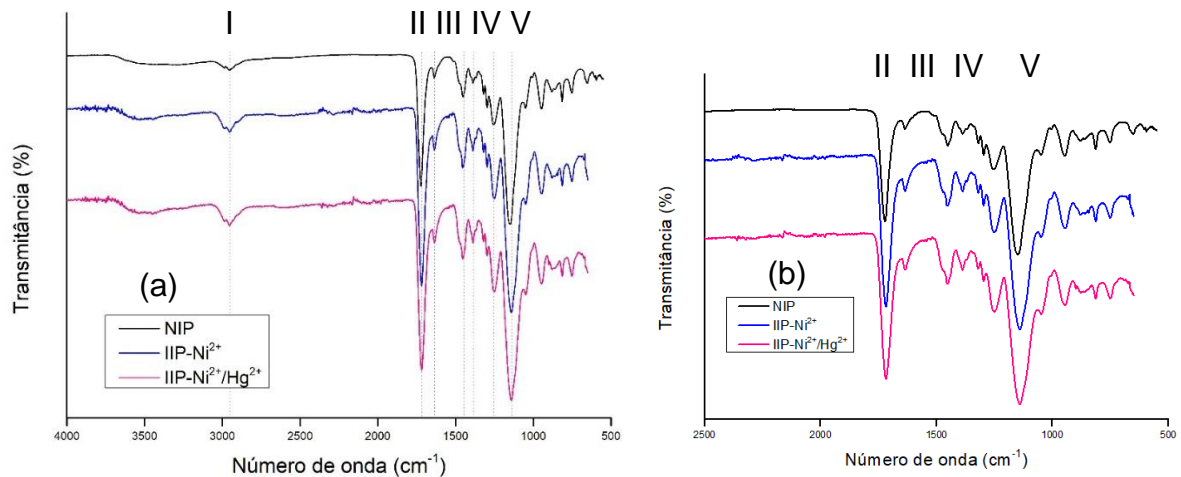 I II III IV V
Transmitância (%)
(a)
NIP
IIP-Ni²⁺
IIP-Ni²⁺/Hg²⁺
4000 3500 3000 2500 2000 1500 1000 500
Número de onda (cm⁻¹)
II III IV V
Transmitância (%)
(b)
NIP
IIP-Ni²⁺
IIP-Ni²⁺/Hg²⁺
2500 2000 1500 1000 500
Número de onda (cm⁻¹)